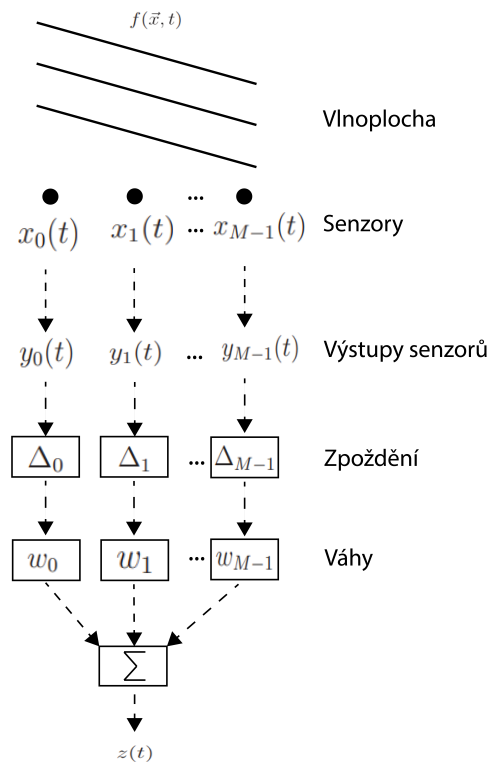 f(x⃗, t)
Vlnoplocha
...
x₀(t) x₁(t) ... x_{M−1}(t) Senzory
y₀(t) y₁(t) ... y_{M−1}(t) Výstupy senzorů
Δ₀ Δ₁ ... Δ_{M−1} Zpoždění
w₀ w₁ ... w_{M−1} Váhy
∑
z(t)